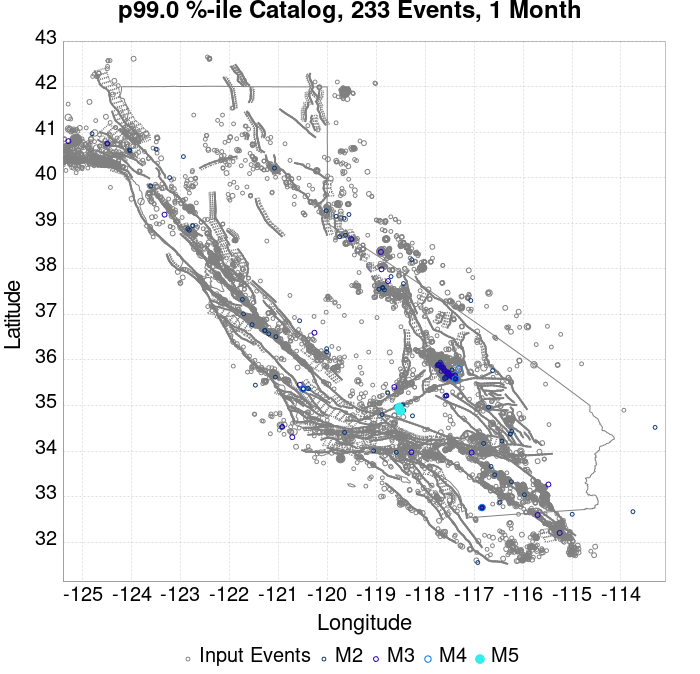 p99.0 %-ile Catalog, 233 Events, 1 Month
43
42
41
40
39
38
37
36
35
34
33
32
Latitude
-125 -124 -123 -122 -121 -120 -119 -118 -117 -116 -115 -114
Longitude
Input Events M2 M3 M4 M5